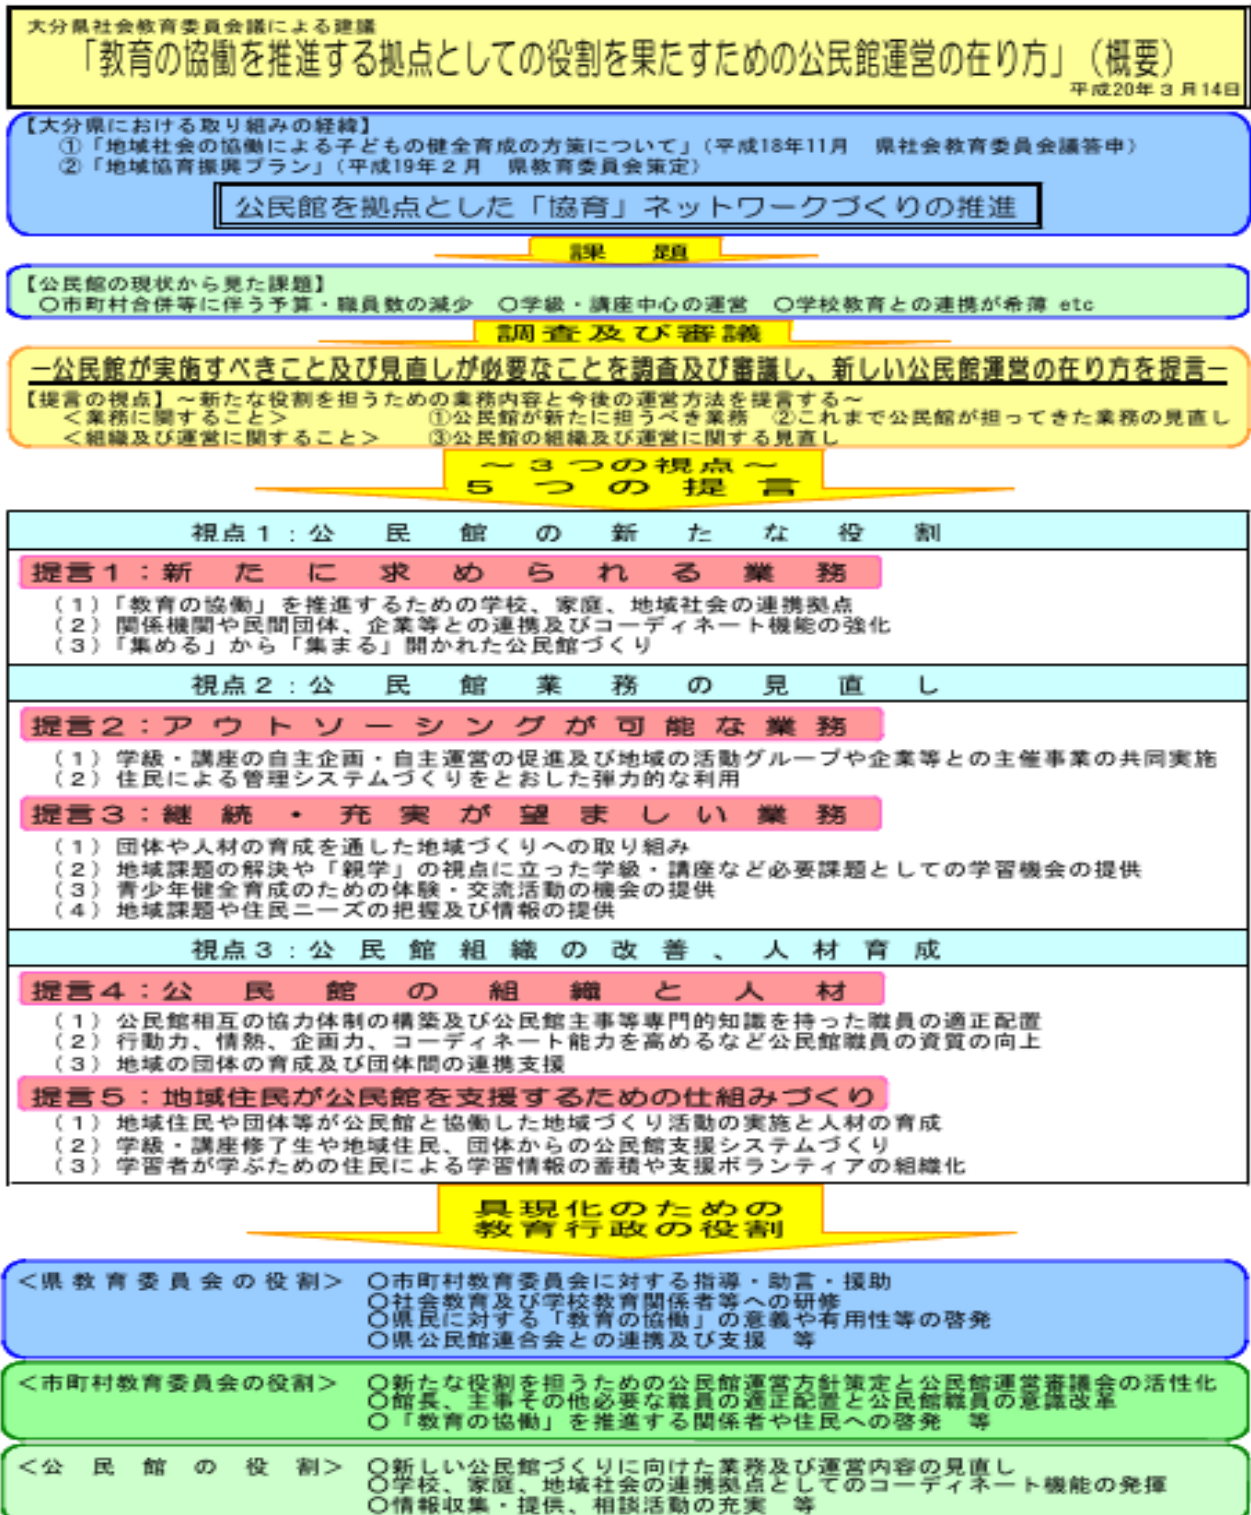 大分県社会教育委員会議による建議
「教育の協働を推進する拠点としての役割を果たすための公民館運営の在り方」（概要）
平成20年３月14日
【大分県における取り組みの経緯】
①「地域社会の協働による子どもの健全育成の方策について」（平成18年11月　県社会教育委員会議答申）
②「地域協育振興プラン」（平成19年２月　県教育委員会策定）
公民館を拠点とした「協育」ネットワークづくりの推進
課　題
【公民館の現状から見た課題】
○市町村合併等に伴う予算・職員数の減少　○学級・講座中心の運営　○学校教育との連携が希薄 etc
調査及び審議
－公民館が実施すべきこと及び見直しが必要なことを調査及び審議し、新しい公民館運営の在り方を提言－
【提言の視点】～新たな役割を担うための業務内容と今後の運営方法を提言する～
＜業務に関すること＞　①公民館が新たに担うべき業務　②これまで公民館が担ってきた業務の見直し
＜組織及び運営に関すること＞　③公民館の組織及び運営に関する見直し
～３つの視点～
５つの提言
視点１：公民館の新たな役割
提言１：新たに求められる業務
（１）「教育の協働」を推進するための学校、家庭、地域社会の連携拠点
（２）関係機関や民間団体、企業等との連携及びコーディネート機能の強化
（３）「集める」から「集まる」開かれた公民館づくり
視点２：公民館業務の見直し
提言２：アウトソーシングが可能な業務
（１）学級・講座の自主企画・自主運営の促進及び地域の活動グループや企業等との主催事業の共同実施
（２）住民による管理システムづくりをとおした弾力的な利用
提言３：継続・充実が望ましい業務
（１）団体や人材の育成を通した地域づくりへの取り組み
（２）地域課題の解決や「親学」の視点に立った学級・講座など必要課題としての学習機会の提供
（３）青少年健全育成のための体験・交流活動の機会の提供
（４）地域課題や住民ニーズの把握及び情報の提供
視点３：公民館組織の改善、人材育成
提言４：公民館の組織と人材
（１）公民館相互の協力体制の構築及び公民館主事等専門的知識を持った職員の適正配置
（２）行動力、情熱、企画力、コーディネート能力を高めるなど公民館職員の資質の向上
（３）地域の団体の育成及び団体間の連携支援
提言５：地域住民が公民館を支援するための仕組みづくり
（１）地域住民や団体等が公民館と協働した地域づくり活動の実施と人材の育成
（２）学級・講座修了生や地域住民、団体からの公民館支援システムづくり
（３）学習者が学ぶための住民による学習情報の蓄積や支援ボランティアの組織化
具現化のための
教育行政の役割
＜県教育委員会の役割＞　○市町村教育委員会に対する指導・助言・援助
○社会教育及び学校教育関係者等への研修
○県民に対する「教育の協働」の意義や有用性等の啓発
○県公民館連合会との連携及び支援　等
＜市町村教育委員会の役割＞　○新たな役割を担うための公民館運営方針策定と公民館運営審議会の活性化
○館長、主事その他必要な職員の適正配置と公民館職員の意識改革
○「教育の協働」を推進する関係者や住民への啓発　等
＜公民館の役割＞　○新しい公民館づくりに向けた業務及び運営内容の見直し
○学校、家庭、地域社会の連携拠点としてのコーディネート機能の発揮
○情報収集・提供、相談活動の充実　等